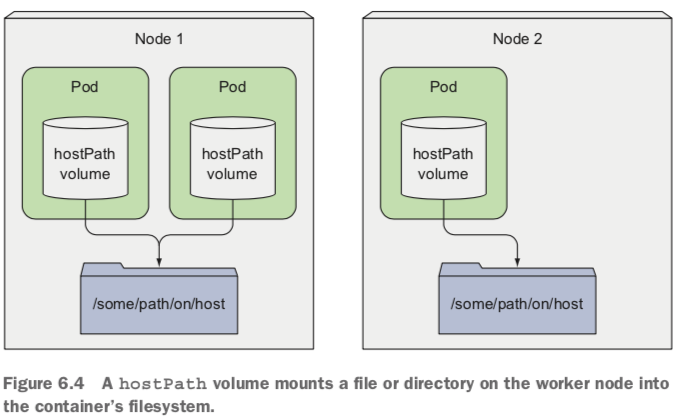 Node 1
Node 2
Pod
Pod
Pod
hostPath
volume
hostPath
volume
hostPath
volume
/some/path/on/host
/some/path/on/host
Figure 6.4 A hostPath volume mounts a file or directory on the worker node into
the container's filesystem.